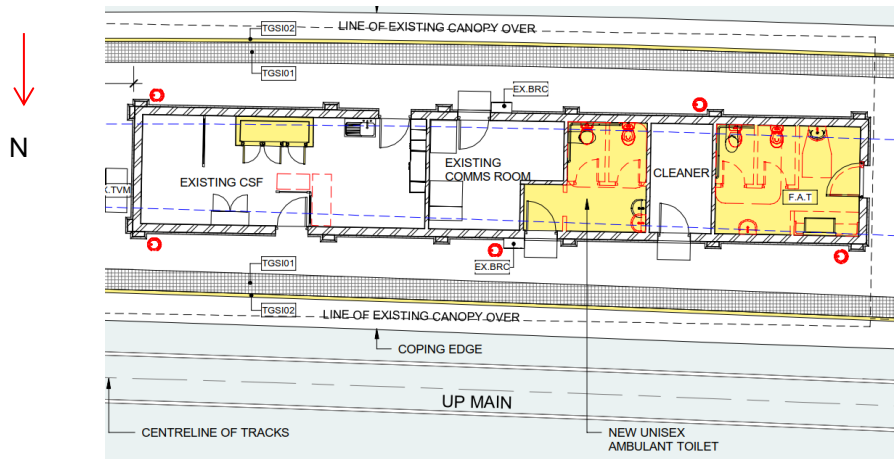 TGSI02
LINE OF EXISTING CANOPY OVER
TGSI01
EX.BRC
N
EXISTING CSF
EXISTING
COMMS ROOM
CLEANER
.TVM
F.A.T
EX.BRC
TGSI01
TGSI02
LINE OF EXISTING CANOPY OVER
COPING EDGE
UP MAIN
CENTRELINE OF TRACKS
NEW UNISEX
AMBULANT TOILET